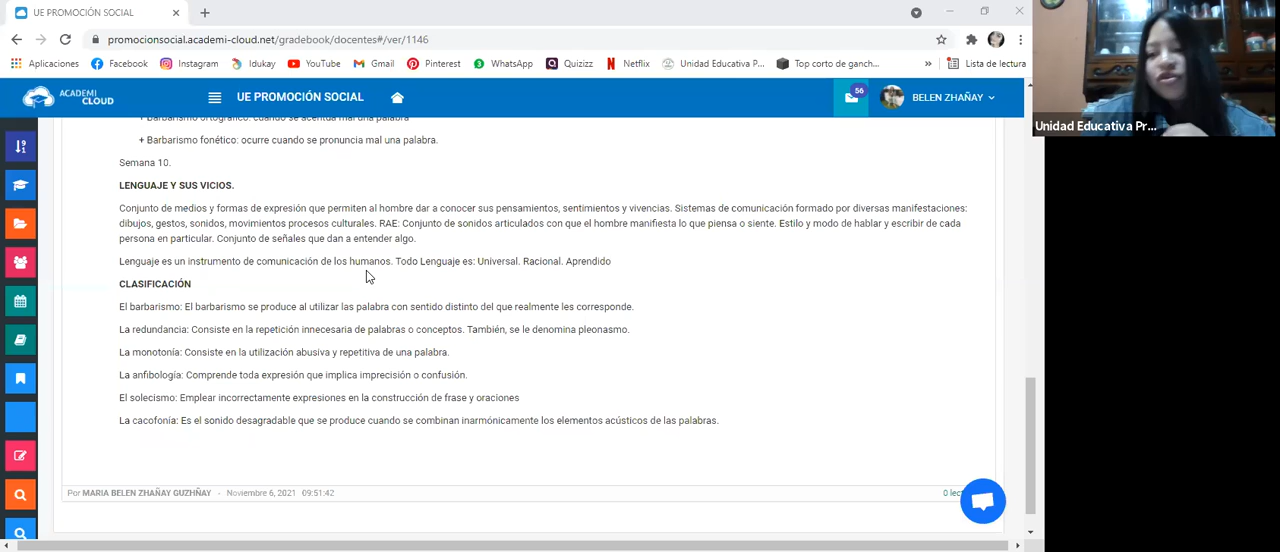 UE PROMOCIÓN SOCIAL
promocionsocial.academi-cloud.net/gradebook/docentes#/ver/1146
Aplicaciones Facebook Instagram Idukay YouTube Gmail Pinterest WhatsApp Quizizz Netflix Unidad Educativa P... Top corto de ganch... » Lista de lectura
ACADEMI CLOUD UE PROMOCIÓN SOCIAL 56 BELEN ZHAÑAY
Unidad Educativa Pr...
+ Barbarismo ortográfico: cuando se acentúa mal una palabra
+ Barbarismo fonético: ocurre cuando se pronuncia mal una palabra.
Semana 10.
LENGUAJE Y SUS VICIOS.
Conjunto de medios y formas de expresión que permiten al hombre dar a conocer sus pensamientos, sentimientos y vivencias. Sistemas de comunicación formado por diversas manifestaciones:
dibujos, gestos, sonidos, movimientos procesos culturales. RAE: Conjunto de sonidos articulados con que el hombre manifiesta lo que piensa o siente. Estilo y modo de hablar y escribir de cada
persona en particular. Conjunto de señales que dan a entender algo.
Lenguaje es un instrumento de comunicación de los humanos. Todo Lenguaje es: Universal. Racional. Aprendido
CLASIFICACIÓN
El barbarismo: El barbarismo se produce al utilizar las palabra con sentido distinto del que realmente les corresponde.
La redundancia: Consiste en la repetición innecesaria de palabras o conceptos. También, se le denomina pleonasmo.
La monotonía: Consiste en la utilización abusiva y repetitiva de una palabra.
La anfibología: Comprende toda expresión que implica imprecisión o confusión.
El solecismo: Emplear incorrectamente expresiones en la construcción de frase y oraciones
La cacofonía: Es el sonido desagradable que se produce cuando se combinan inarmónicamente los elementos acústicos de las palabras.
Por MARIA BELEN ZHAÑAY GUZHÑAY - Noviembre 6, 2021 09:51:42